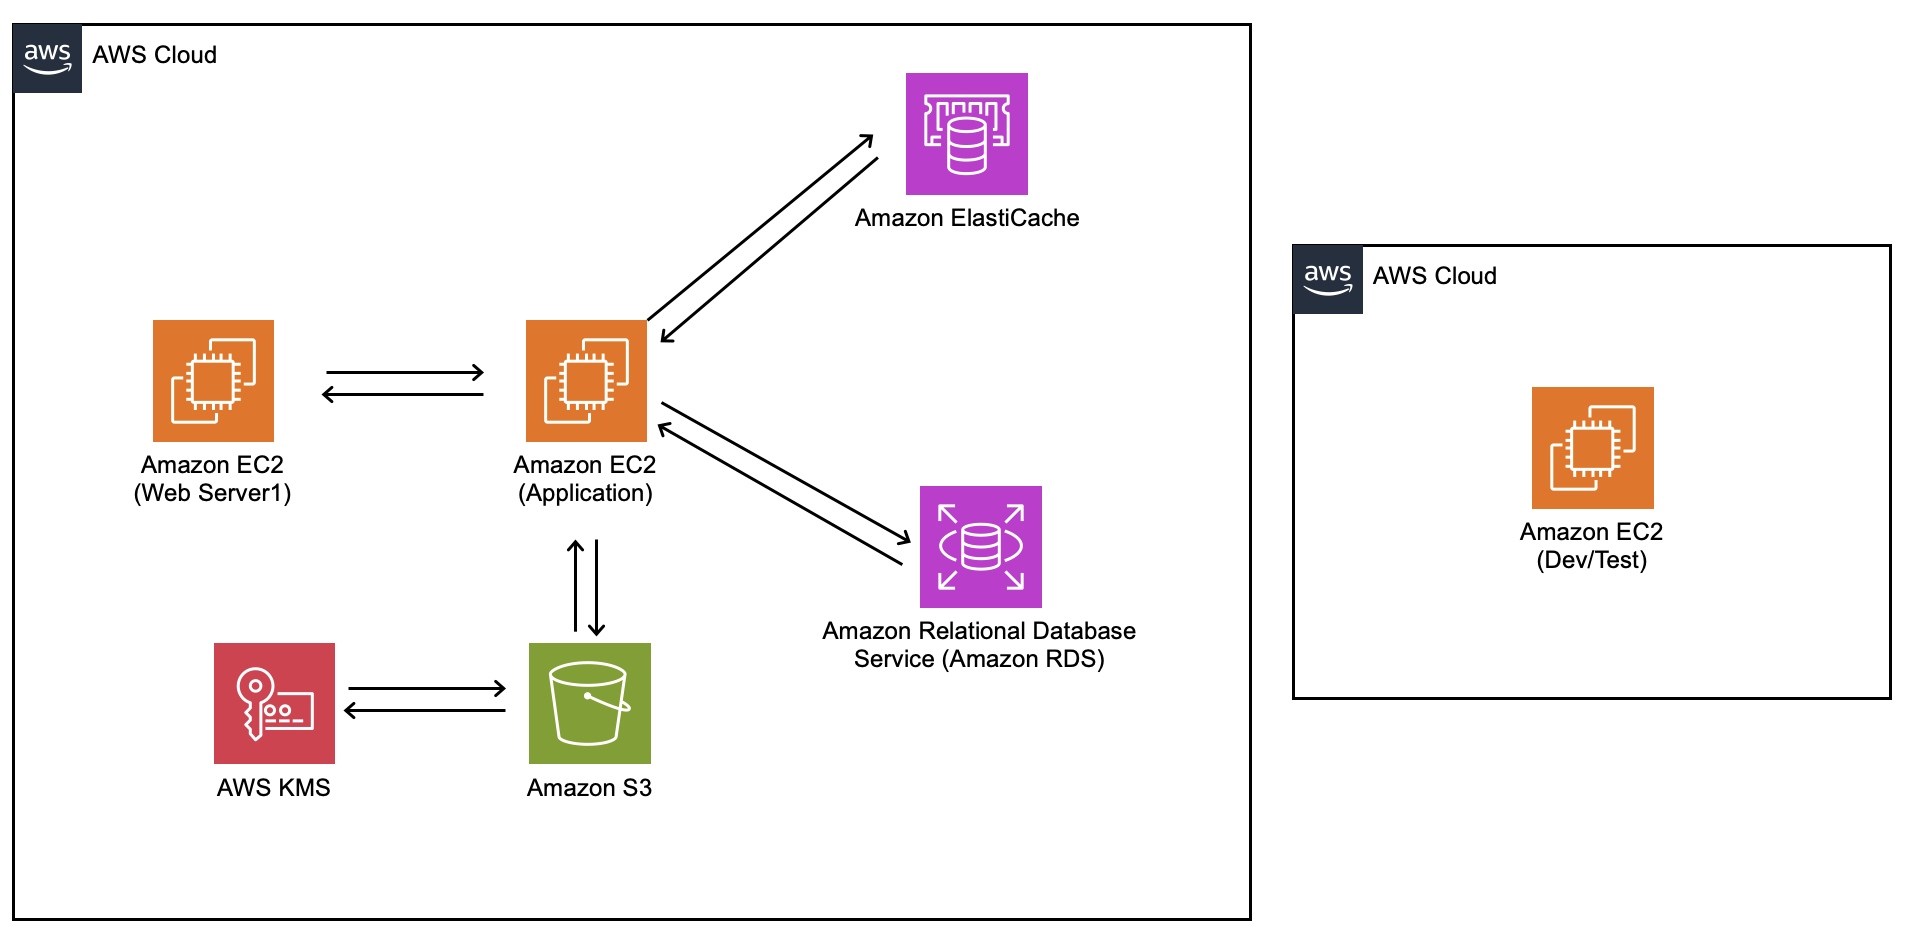 aws
AWS Cloud
Amazon ElastiCache
Amazon EC2
(Web Server1)
Amazon EC2
(Application)
Amazon Relational Database
Service (Amazon RDS)
AWS KMS
Amazon S3
aws
AWS Cloud
Amazon EC2
(Dev/Test)